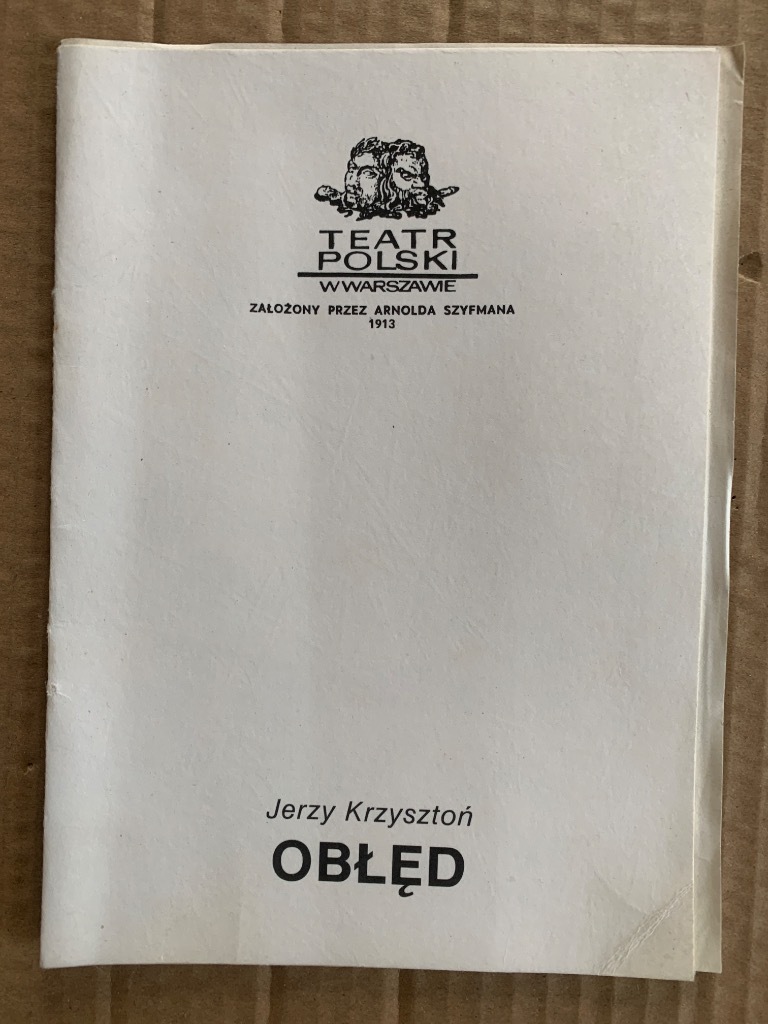 TEATR
POLSKI
W WARSZAWIE
ZAŁOŻONY PRZEZ ARNOLDA SZYFMANA
1913
Jerzy Krzysztoń
OBŁĘD